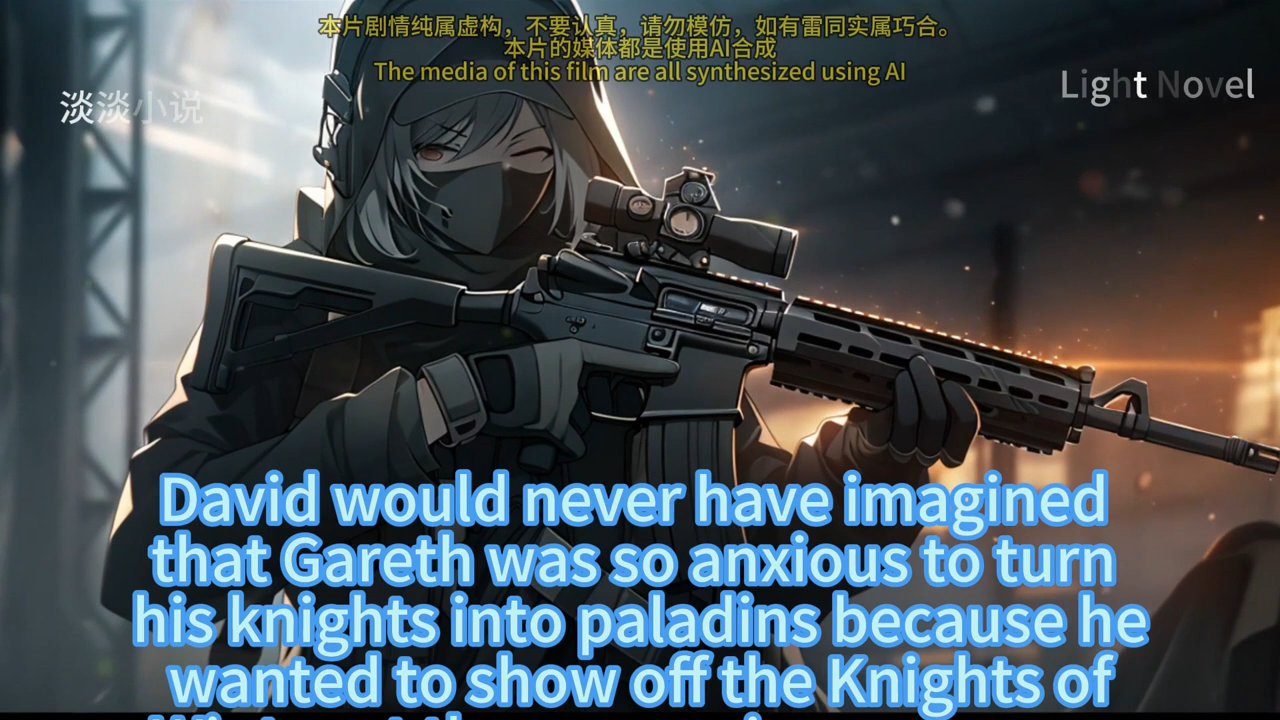 本片剧情纯属虚构，不要认真，请勿模仿，如有雷同实属巧合。
本片的媒体都是使用AI合成
The media of this film are all synthesized using AI
淡淡小说
Light Novel
David would never have imagined
that Gareth was so anxious to turn
his knights into paladins because he
wanted to show off the Knights of